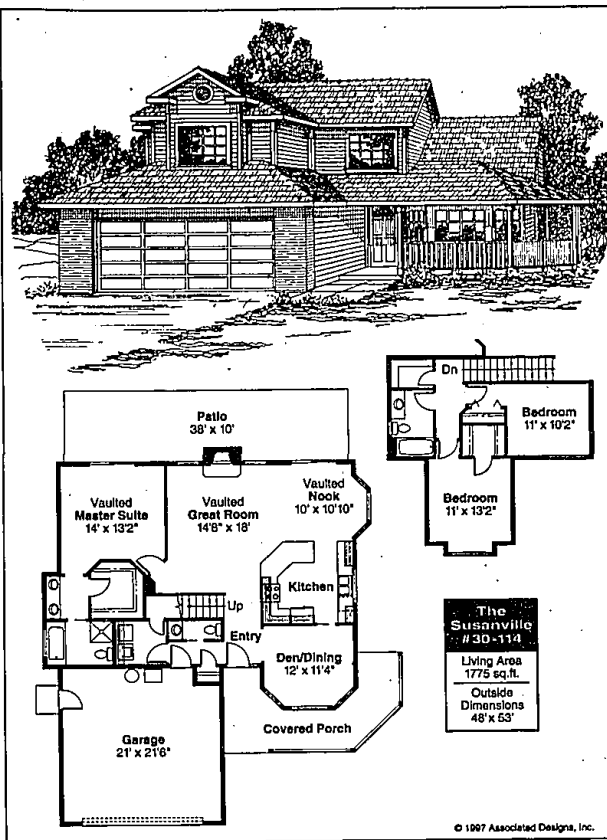 Patio
38' x 10'
Vaulted
Master Suite
14' x 13'2"
Vaulted
Great Room
14'8" x 18'
Vaulted
Nook
10' x 10'10"
Kitchen
Up
Entry
Den/Dining
12' x 11'4"
Covered Porch
Garage
21' x 21'6"
Dn
Bedroom
11' x 10'2"
Bedroom
11' x 13'2"
The
Susanville
#30-114
Living Area
1775 sq.ft.
Outside
Dimensions
48' x 53'
© 1997 Associated Designs, Inc.